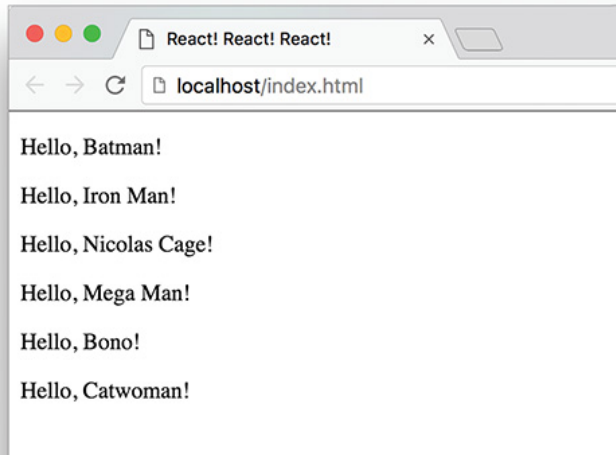 React! React! React!
localhost/index.html
Hello, Batman!
Hello, Iron Man!
Hello, Nicolas Cage!
Hello, Mega Man!
Hello, Bono!
Hello, Catwoman!